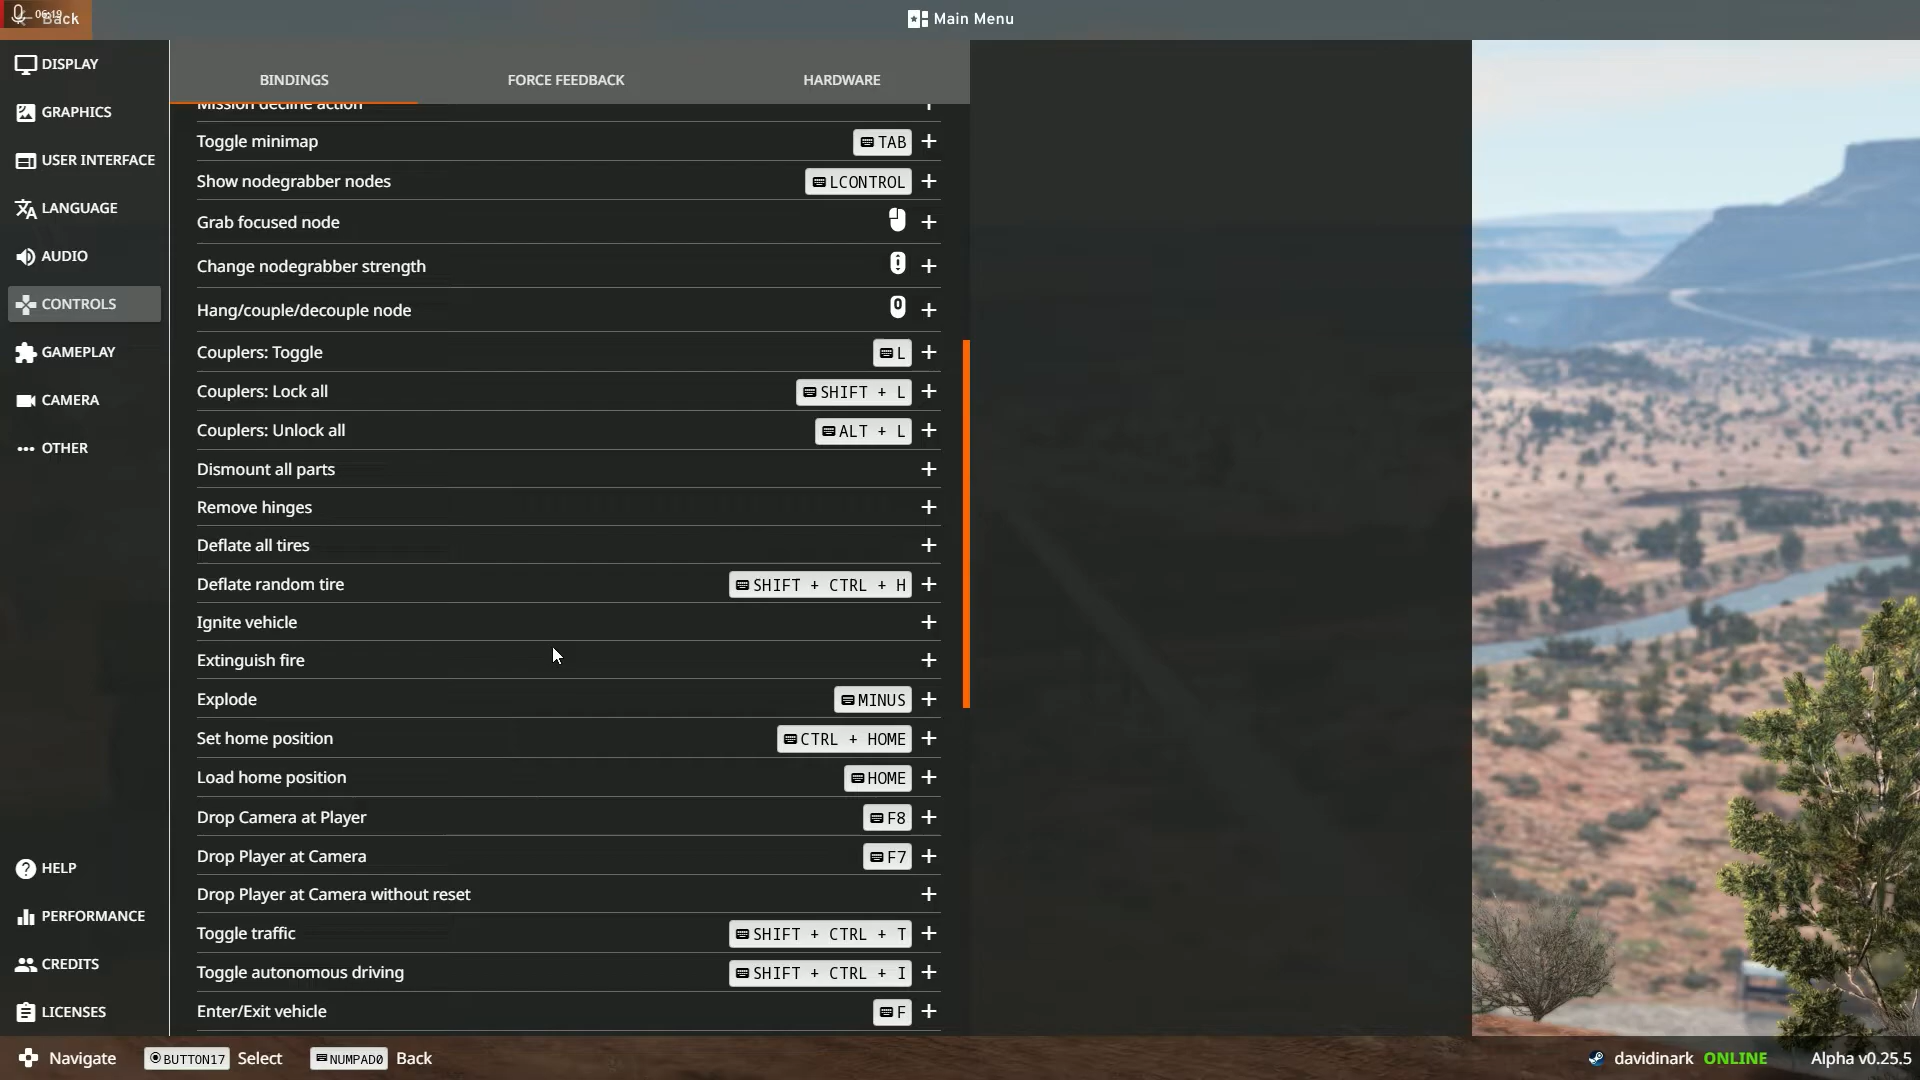 Back
06:19
Main Menu
DISPLAY
GRAPHICS
USER INTERFACE
LANGUAGE
AUDIO
CONTROLS
GAMEPLAY
CAMERA
OTHER
HELP
PERFORMANCE
CREDITS
LICENSES
BINDINGS
FORCE FEEDBACK
HARDWARE
Mission decline action +
Toggle minimap TAB +
Show nodegrabber nodes LCONTROL +
Grab focused node +
Change nodegrabber strength +
Hang/couple/decouple node +
Couplers: Toggle L +
Couplers: Lock all SHIFT + L +
Couplers: Unlock all ALT + L +
Dismount all parts +
Remove hinges +
Deflate all tires +
Deflate random tire SHIFT + CTRL + H +
Ignite vehicle +
Extinguish fire +
Explode MINUS +
Set home position CTRL + HOME +
Load home position HOME +
Drop Camera at Player F8 +
Drop Player at Camera F7 +
Drop Player at Camera without reset +
Toggle traffic SHIFT + CTRL + T +
Toggle autonomous driving SHIFT + CTRL + I +
Enter/Exit vehicle F +
Navigate BUTTON17 Select NUMPAD0 Back
davidinark ONLINE Alpha v0.25.5